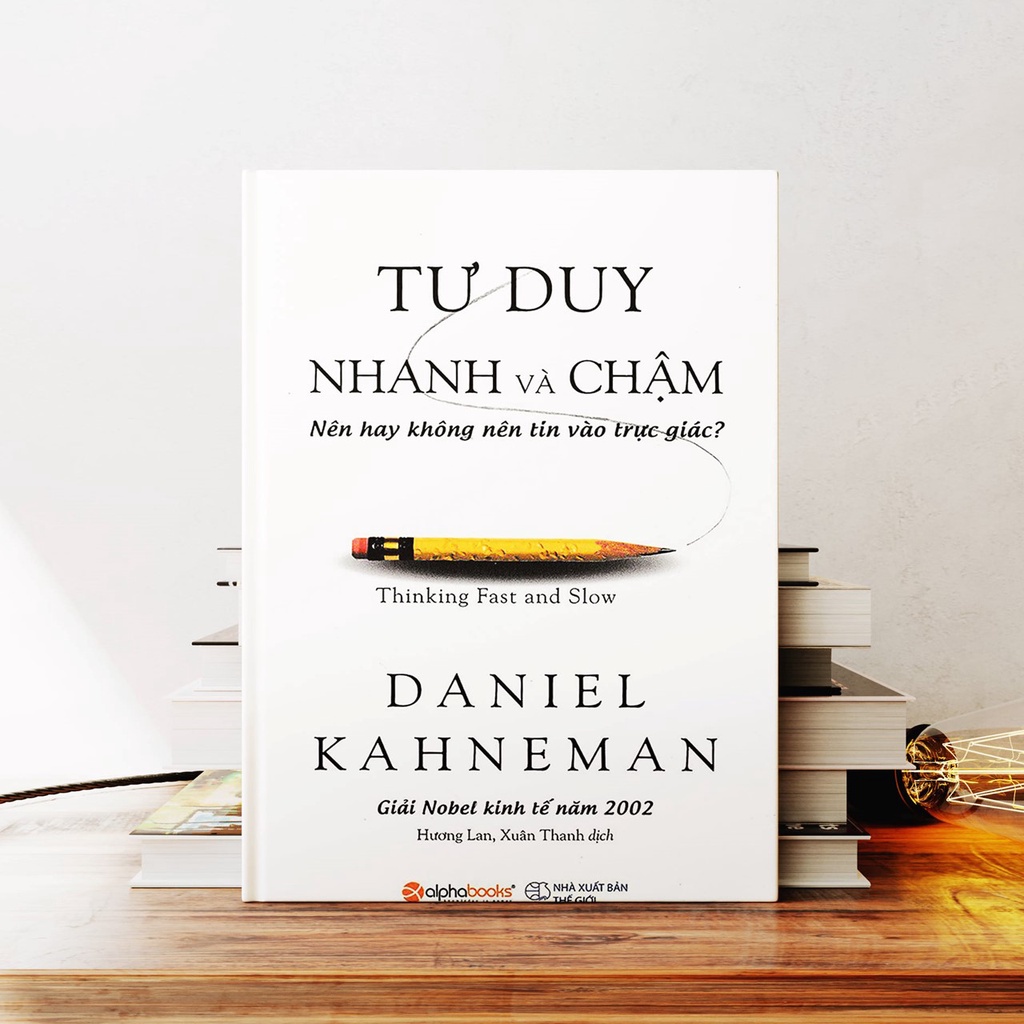 TƯ DUY
NHANH VÀ CHẬM
Nên hay không nên tin vào trực giác?
Thinking Fast and Slow
DANIEL
KAHNEMAN
Giải Nobel kinh tế năm 2002
Hương Lan, Xuân Thanh dịch
alphabooks®
NHÀ XUẤT BẢN
THẾ GIỚI